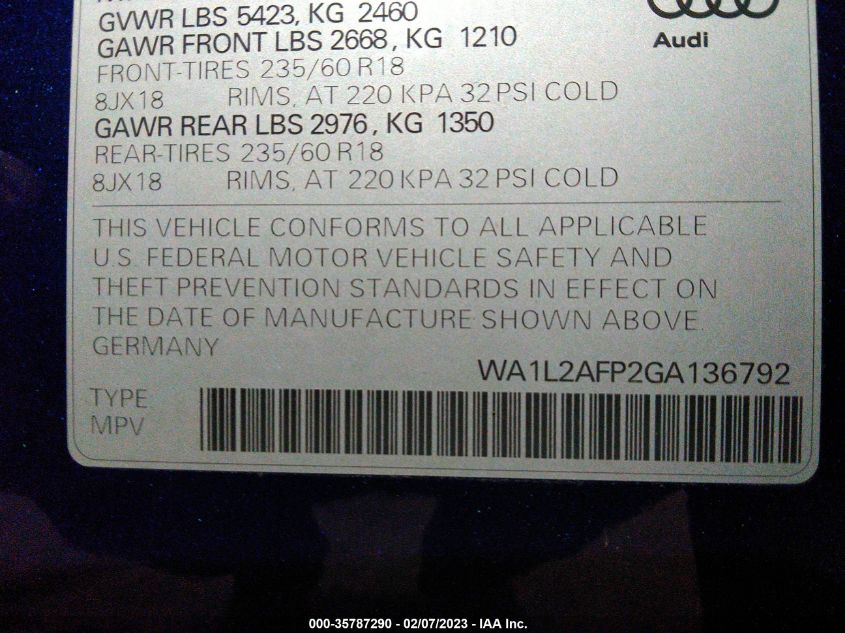 GVWR LBS 5423, KG 2460
GAWR FRONT LBS 2668, KG 1210
Audi
FRONT-TIRES 235/60 R18
8JX18 RIMS, AT 220 KPA 32 PSI COLD
GAWR REAR LBS 2976, KG 1350
REAR-TIRES 235/60 R18
8JX18 RIMS, AT 220 KPA 32 PSI COLD
THIS VEHICLE CONFORMS TO ALL APPLICABLE
U.S. FEDERAL MOTOR VEHICLE SAFETY AND
THEFT PREVENTION STANDARDS IN EFFECT ON
THE DATE OF MANUFACTURE SHOWN ABOVE.
GERMANY
WA1L2AFP2GA136792
TYPE
MPV
000-35787290 - 02/07/2023 - IAA Inc.